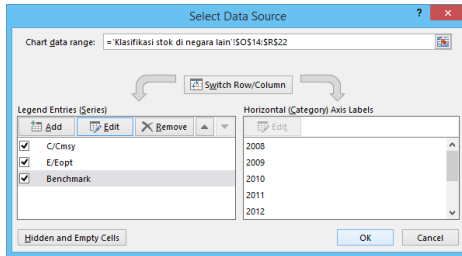 Select Data Source
? ×
Chart data range: ='Klasifikasi stok di negara lain'!$O$14:$R$22
Switch Row/Column
Legend Entries (Series)
Add Edit Remove
C/Cmsy
E/Eopt
Benchmark
Horizontal (Category) Axis Labels
Edit
2008
2009
2010
2011
2012
Hidden and Empty Cells
OK Cancel